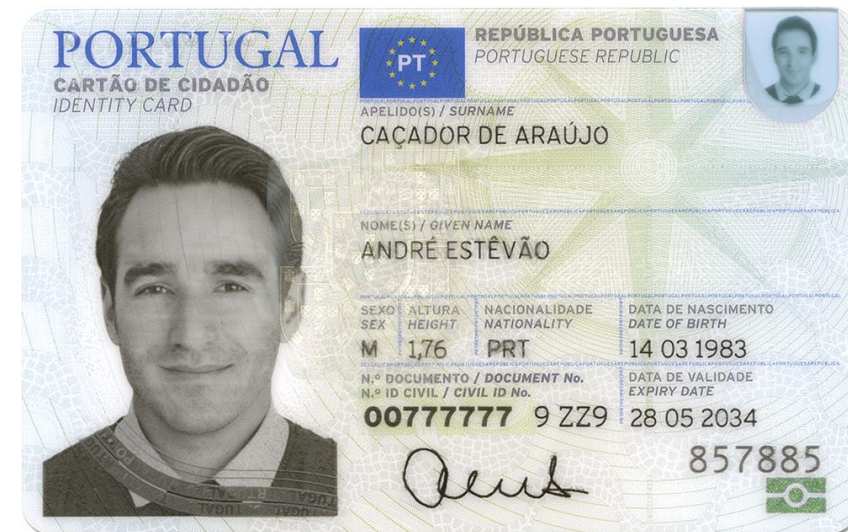 PORTUGAL
CARTÃO DE CIDADÃO
IDENTITY CARD
PT
REPÚBLICA PORTUGUESA
PORTUGUESE REPUBLIC
APELIDO(S) / SURNAME
CAÇADOR DE ARAÚJO
NOME(S) / GIVEN NAME
ANDRÉ ESTÊVÃO
SEXO ALTURA NACIONALIDADE DATA DE NASCIMENTO
SEX HEIGHT NATIONALITY DATE OF BIRTH
M 1,76 PRT 14 03 1983
N.º DOCUMENTO / DOCUMENT No. DATA DE VALIDADE
N.º ID CIVIL / CIVIL ID No. EXPIRY DATE
00777777 9 ZZ9 28 05 2034
857885